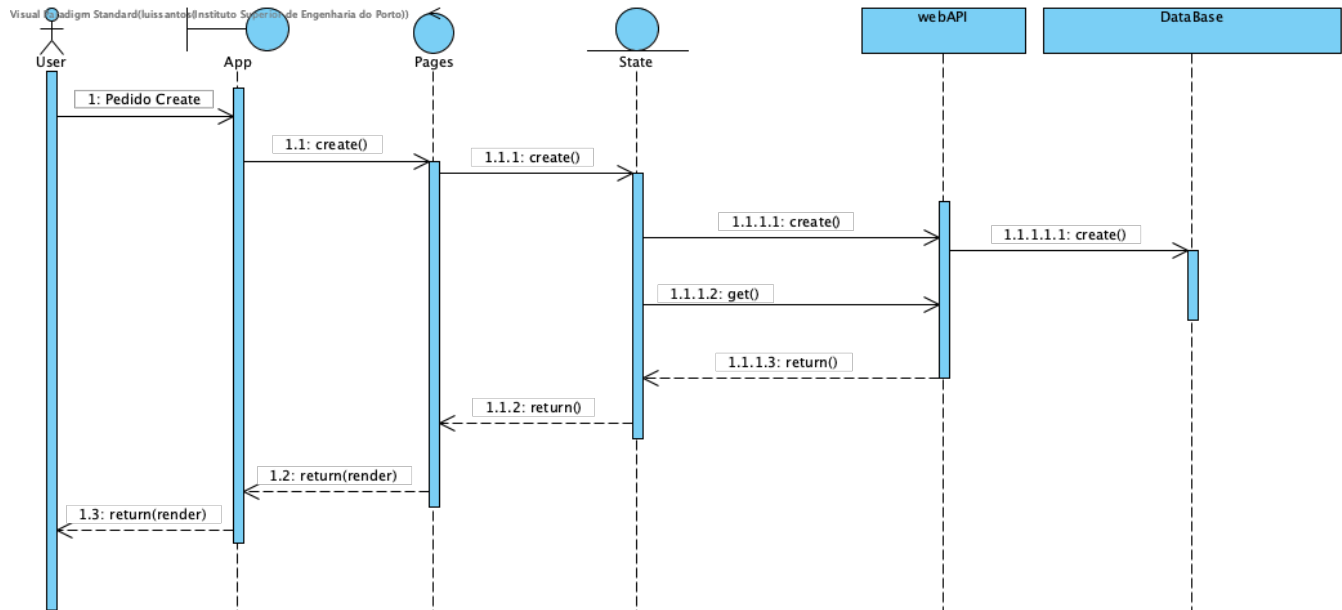 Visual Paradigm Standard(luissantos(Instituto Superior de Engenharia do Porto))
webAPI
DataBase
User
App
Pages
State
1: Pedido Create
1.1: create()
1.1.1: create()
1.1.1.1: create()
1.1.1.1.1: create()
1.1.1.2: get()
1.1.1.3: return()
1.1.2: return()
1.2: return(render)
1.3: return(render)